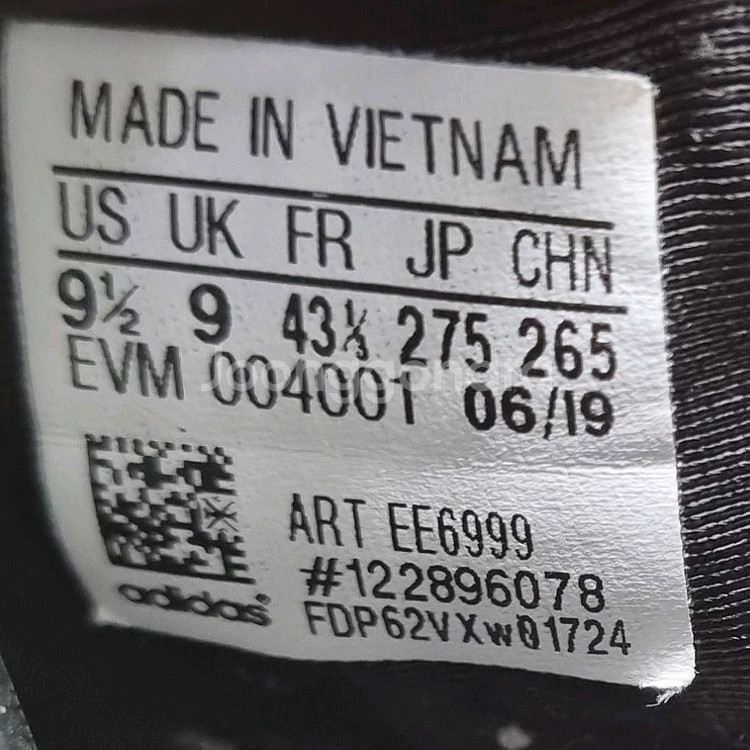 MADE IN VIETNAM
US UK FR JP CHN
9½ 9 43⅓ 275 265
EVM 004001 06/19
ART EE6999
#122896078
adidas
FDP62VXw01724